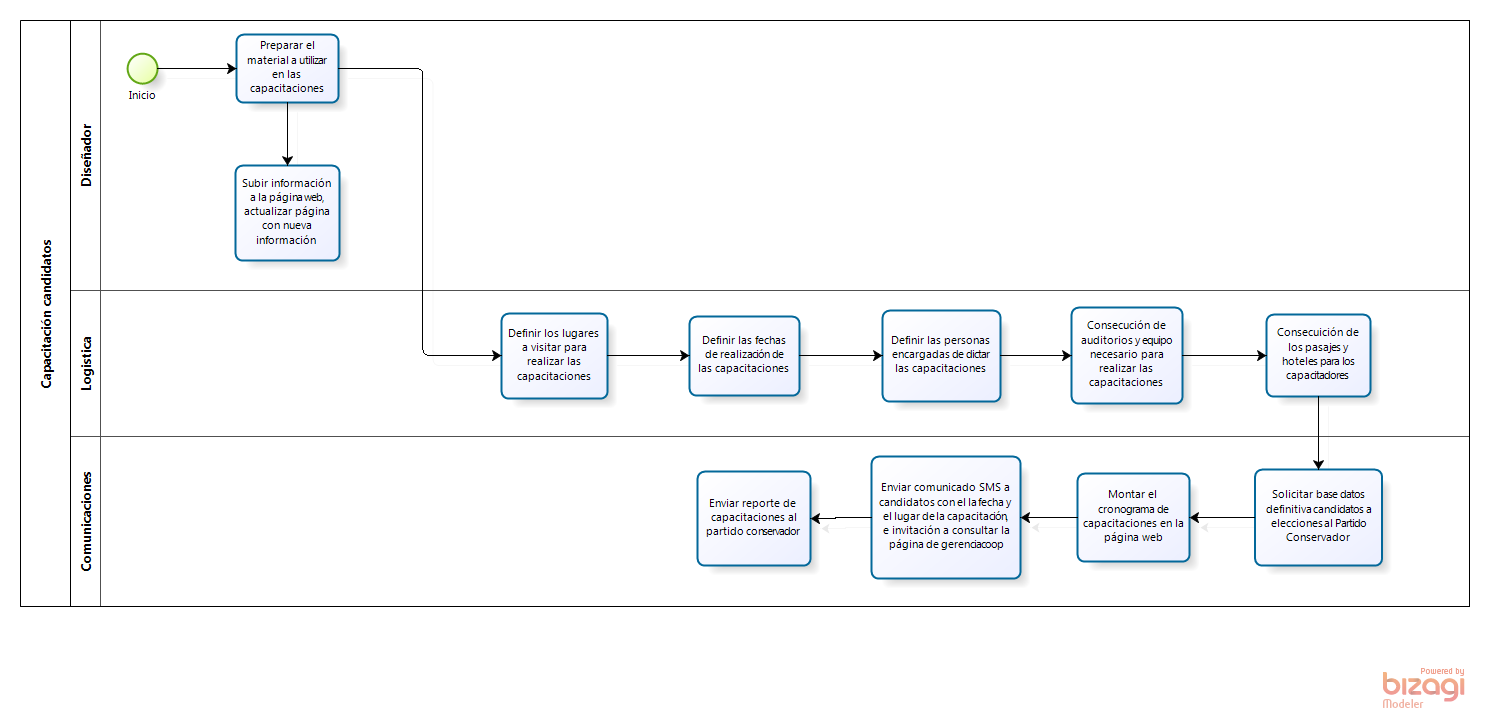 Capacitación candidatos
Diseñador
Inicio
Preparar el
material a utilizar
en las
capacitaciones
Subir información
a la página web,
actualizar página
con nueva
información
Logistica
Definir los lugares
a visitar para
realizar las
capacitaciones
Definir las fechas
de realización de
las capacitaciones
Definir las personas
encargadas de dictar
las capacitaciones
Consecución de
auditorios y equipo
necesario para
realizar las
capacitaciones
Consecuición de
los pasajes y
hoteles para los
capacitadores
Comunicaciones
Solicitar base datos
definitiva candidatos a
elecciones al Partido
Conservador
Montar el
cronograma de
capacitaciones en la
página web
Enviar comunicado SMS a
candidatos con el la fecha y
el lugar de la capacitación,
e invitación a consultar la
página de gerenciacoop
Enviar reporte de
capacitaciones al
partido conservador
Powered by
bizagi
Modeler